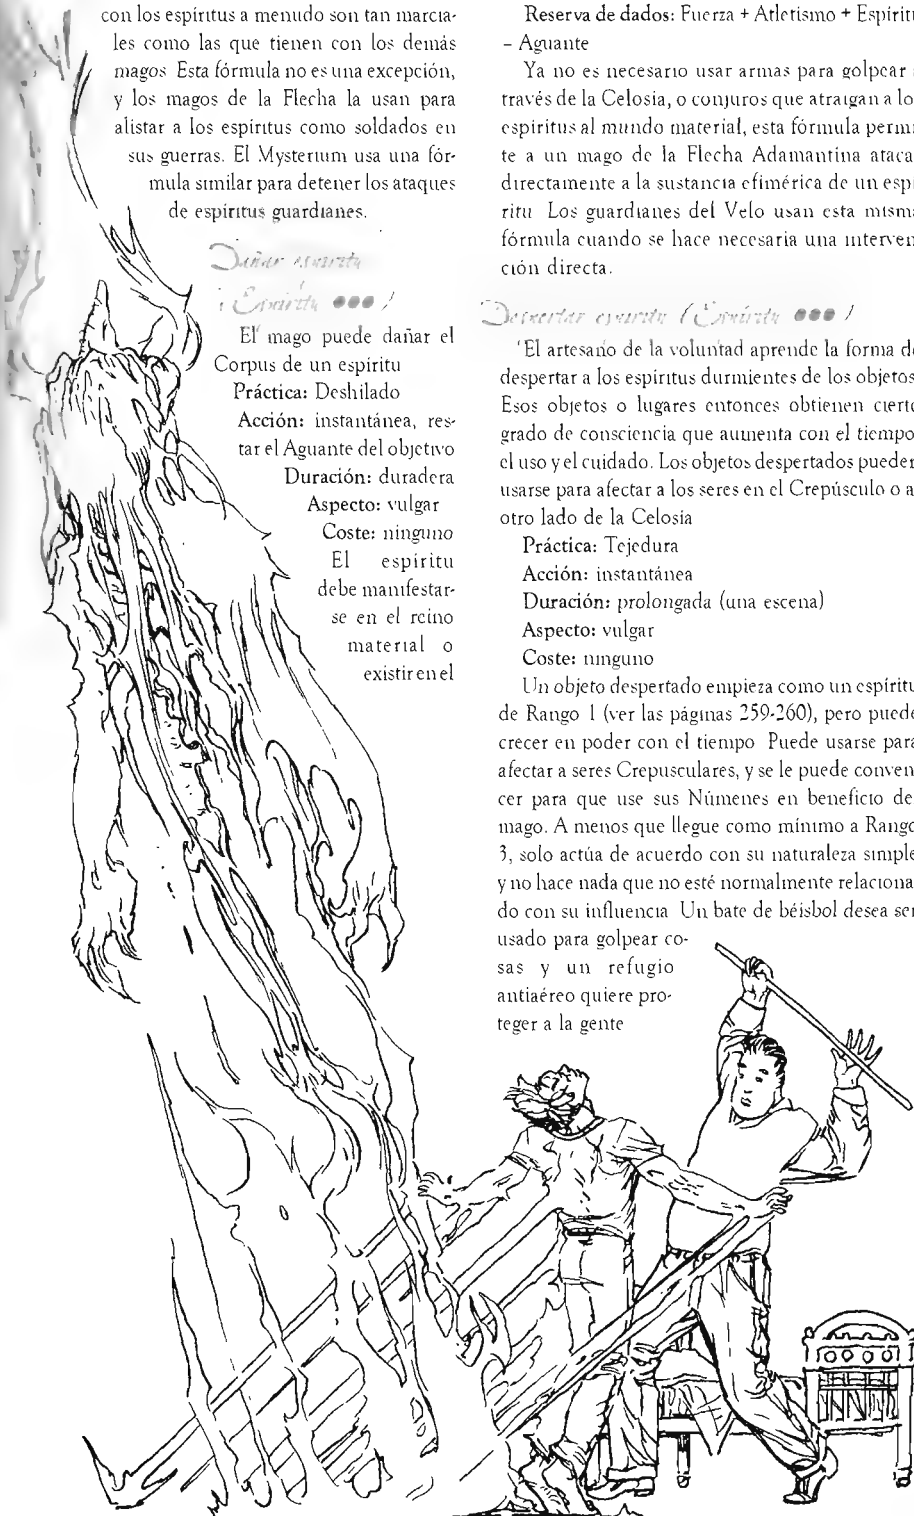 con los espíritus a menudo son tan marcia-
les como las que tienen con los demás
magos Esta fórmula no es una excepción,
y los magos de la Flecha la usan para
alistar a los espíritus como soldados en
sus guerras. El Mysterium usa una fór-
mula similar para detener los ataques
de espíritus guardianes.
Dañar espíritu
(Espíritu •••)
El mago puede dañar el
Corpus de un espíritu
Práctica: Deshilado
Acción: instantánea, res-
tar el Aguante del objetivo
Duración: duradera
Aspecto: vulgar
Coste: ninguno
El espíritu
debe manifestar-
se en el reino
material o
existir en el
Reserva de dados: Fuerza + Atletismo + Espíritu
– Aguante
Ya no es necesario usar armas para golpear
través de la Celosía, o conjuros que atraigan a lo
espíritus al mundo material, esta fórmula permi
te a un mago de la Flecha Adamantina ataca
directamente a la sustancia efimérica de un espí
ritu Los guardianes del Velo usan esta misma
fórmula cuando se hace necesaria una interven
ción directa.
Despertar espíritu (Espíritu •••)
'El artesano de la voluntad aprende la forma de
despertar a los espíritus durmientes de los objetos
Esos objetos o lugares entonces obtienen cierto
grado de consciencia que aumenta con el tiempo
el uso y el cuidado. Los objetos despertados pueden
usarse para afectar a los seres en el Crepúsculo o a
otro lado de la Celosía
Práctica: Tejedura
Acción: instantánea
Duración: prolongada (una escena)
Aspecto: vulgar
Coste: ninguno
Un objeto despertado empieza como un espíritu
de Rango 1 (ver las páginas 259-260), pero puede
crecer en poder con el tiempo Puede usarse para
afectar a seres Crepusculares, y se le puede conven
cer para que use sus Númenes en beneficio de
mago. A menos que llegue como mínimo a Rango
3, solo actúa de acuerdo con su naturaleza simple
y no hace nada que no esté normalmente relaciona
do con su influencia Un bate de béisbol desea ser
usado para golpear co-
sas y un refugio
antiaéreo quiere pro-
teger a la gente